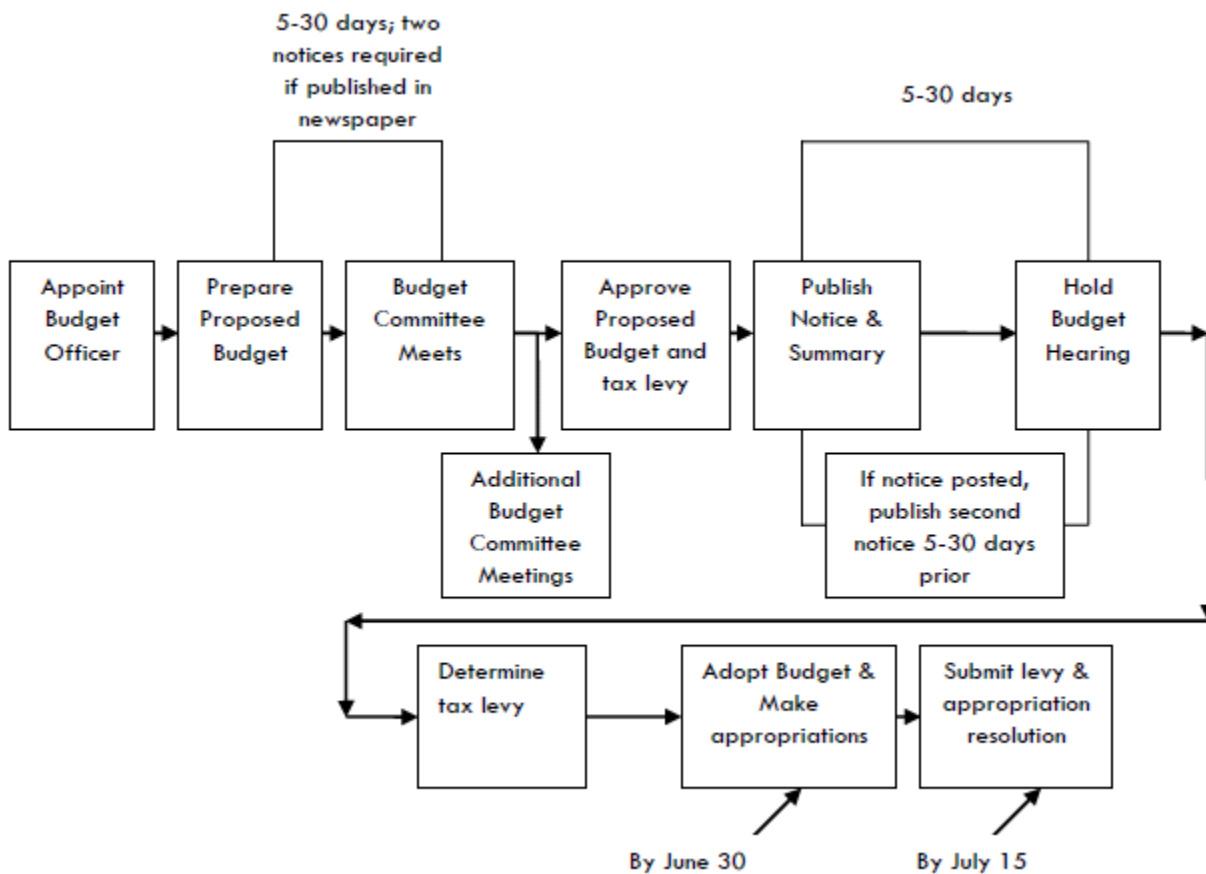 5-30 days; two
notices required
if published in
newspaper
5-30 days
Appoint
Budget
Officer
Prepare
Proposed
Budget
Budget
Committee
Meets
Approve
Proposed
Budget and
tax levy
Publish
Notice &
Summary
Hold
Budget
Hearing
Additional
Budget
Committee
Meetings
If notice posted,
publish second
notice 5-30 days
prior
Determine
tax levy
Adopt Budget &
Make
appropriations
Submit levy &
appropriation
resolution
By June 30
By July 15